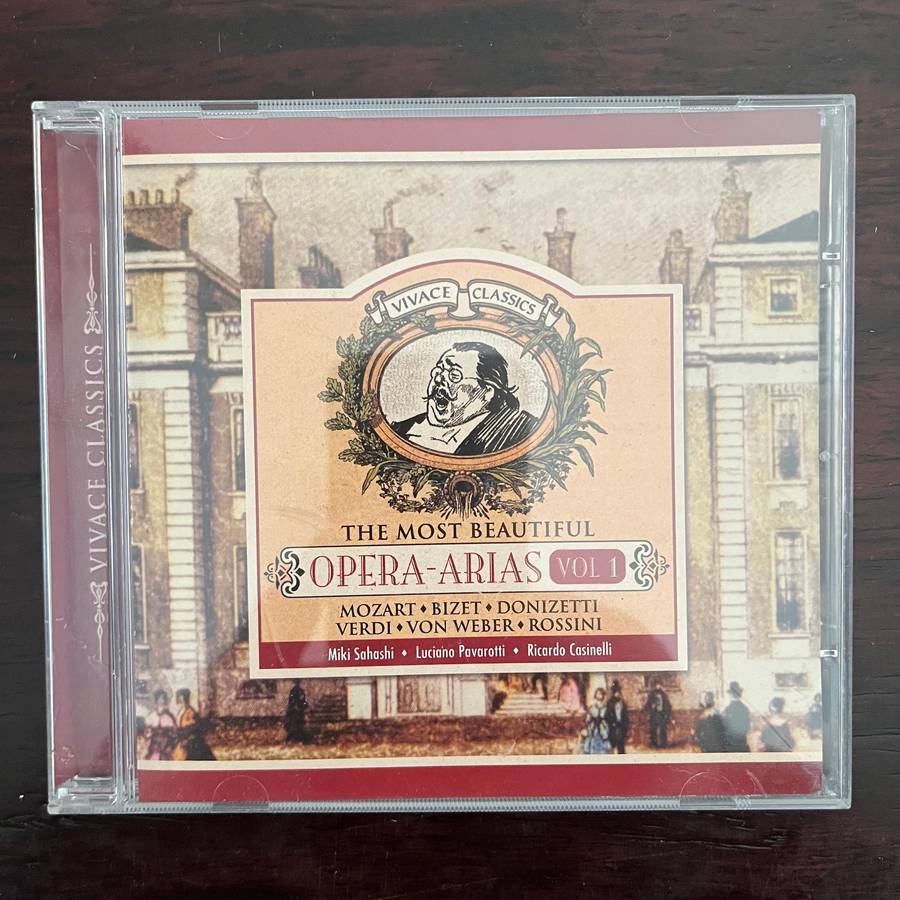 VIVACE CLASSICS
VIVACE CLASSICS
THE MOST BEAUTIFUL
OPERA-ARIAS VOL 1
MOZART ♦ BIZET ♦ DONIZETTI
VERDI ♦ VON WEBER ♦ ROSSINI
Miki Sahashi ♦ Luciano Pavarotti ♦ Ricardo Casinelli